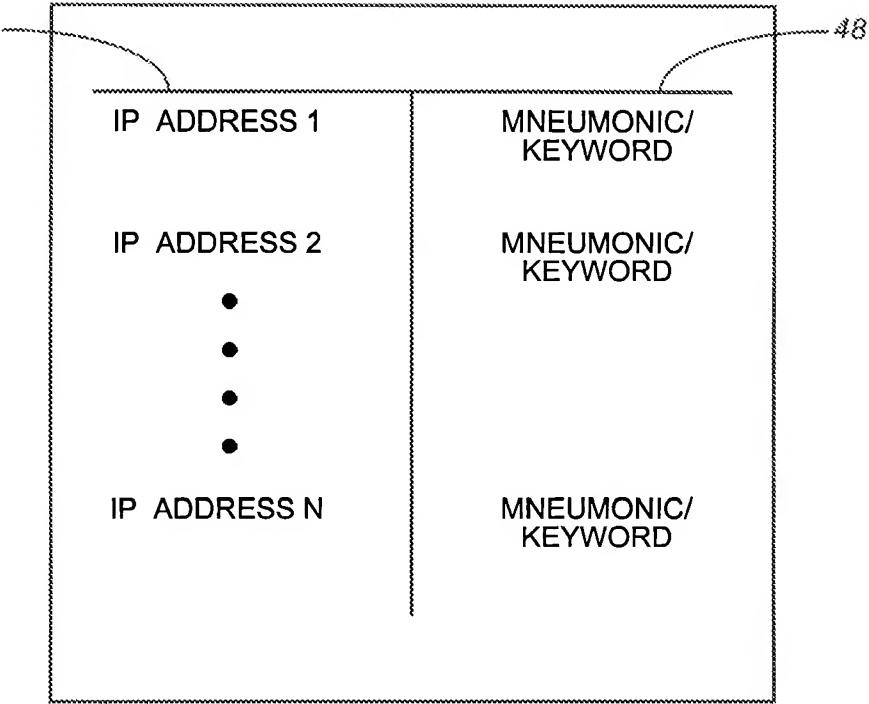 48
IP ADDRESS 1 MNEUMONIC/
KEYWORD
IP ADDRESS 2 MNEUMONIC/
KEYWORD
IP ADDRESS N MNEUMONIC/
KEYWORD